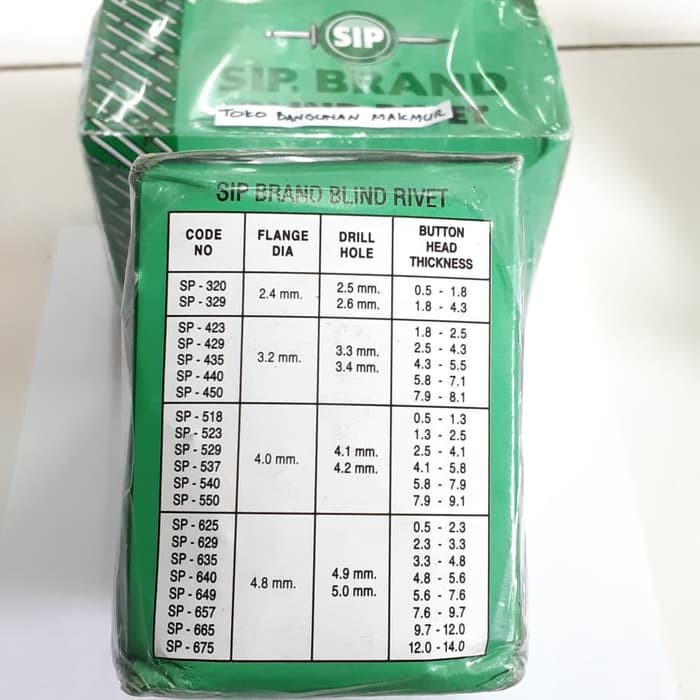 SIP
SIP. BRAND
TOKO BANGUNAN MAKMUR
SIP BRAND BLIND RIVET
CODE NO FLANGE DIA DRILL HOLE BUTTON HEAD THICKNESS
SP - 320 2.4 mm. 2.5 mm. 0.5 - 1.8
SP - 329 2.6 mm. 1.8 - 4.3
SP - 423 1.8 - 2.5
SP - 429 2.5 - 4.3
SP - 435 3.2 mm. 3.3 mm. 4.3 - 5.5
SP - 440 3.4 mm. 5.8 - 7.1
SP - 450 7.9 - 8.1
SP - 518 0.5 - 1.3
SP - 523 1.3 - 2.5
SP - 529 4.0 mm. 4.1 mm. 2.5 - 4.1
SP - 537 4.2 mm. 4.1 - 5.8
SP - 540 5.8 - 7.9
SP - 550 7.9 - 9.1
SP - 625 0.5 - 2.3
SP - 629 2.3 - 3.3
SP - 635 3.3 - 4.8
SP - 640 4.8 mm. 4.9 mm. 4.8 - 5.6
SP - 649 5.0 mm. 5.6 - 7.6
SP - 657 7.6 - 9.7
SP - 665 9.7 - 12.0
SP - 675 12.0 - 14.0